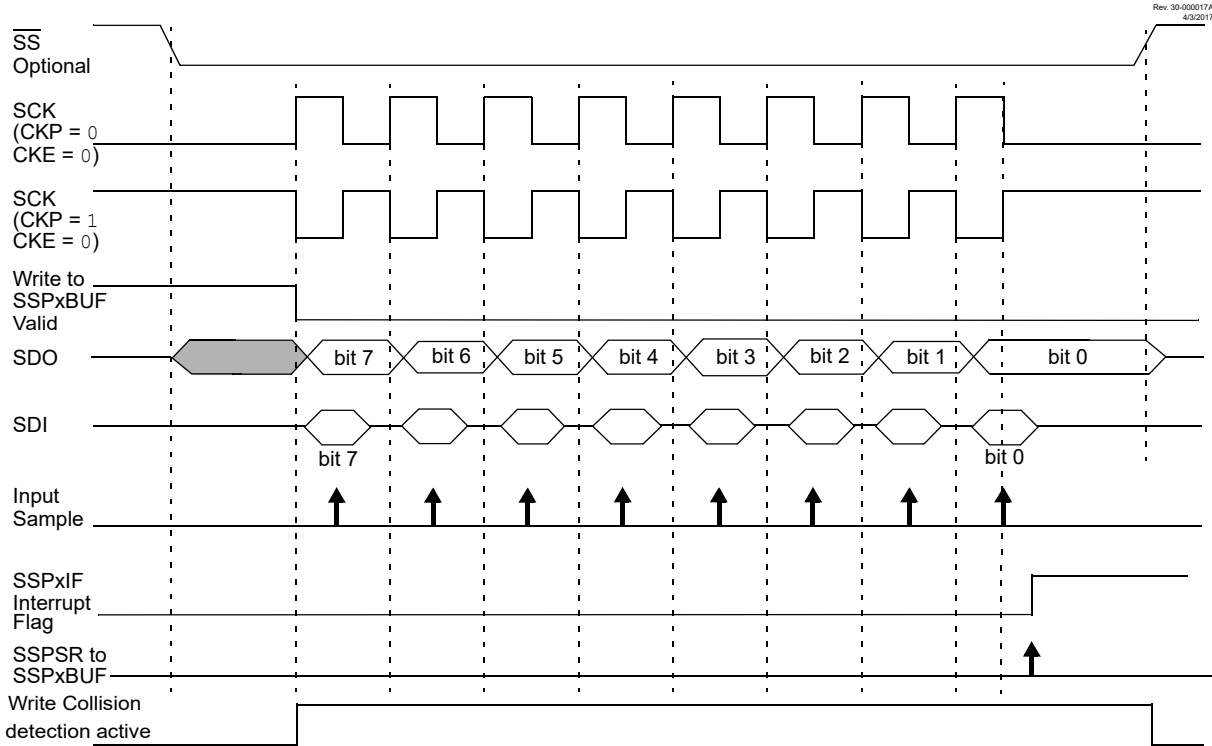 Rev. 30-000017A
4/3/2017
SS
Optional
SCK
(CKP = 0
CKE = 0)
SCK
(CKP = 1
CKE = 0)
Write to
SSPxBUF
Valid
SDO
bit 7 bit 6 bit 5 bit 4 bit 3 bit 2 bit 1 bit 0
SDI
bit 7 bit 0
Input
Sample
SSPxIF
Interrupt
Flag
SSPSR to
SSPxBUF
Write Collision
detection active